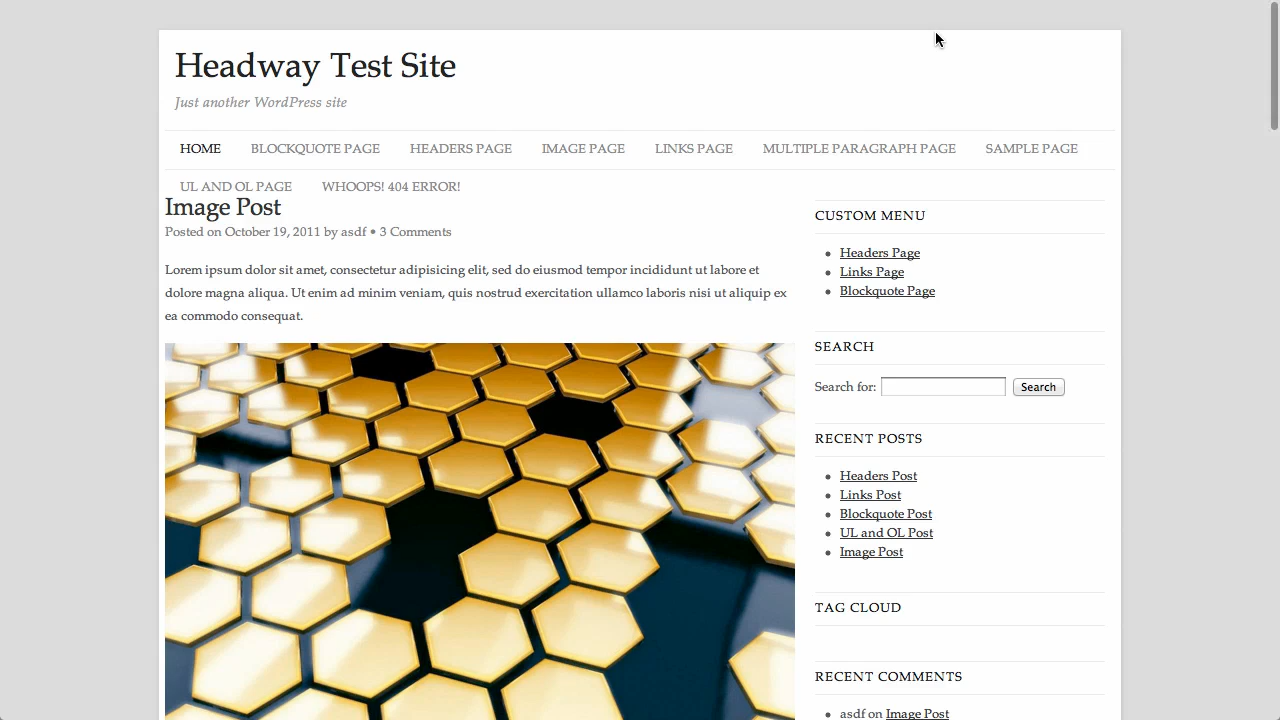 Headway Test Site
Just another WordPress site
HOME BLOCKQUOTE PAGE HEADERS PAGE IMAGE PAGE LINKS PAGE MULTIPLE PARAGRAPH PAGE SAMPLE PAGE
UL AND OL PAGE WHOOPS! 404 ERROR!
Image Post
Posted on October 19, 2011 by asdf • 3 Comments
Lorem ipsum dolor sit amet, consectetur adipisicing elit, sed do eiusmod tempor incididunt ut labore et
dolore magna aliqua. Ut enim ad minim veniam, quis nostrud exercitation ullamco laboris nisi ut aliquip ex
ea commodo consequat.
CUSTOM MENU
Headers Page
Links Page
Blockquote Page
SEARCH
Search for: Search
RECENT POSTS
Headers Post
Links Post
Blockquote Post
UL and OL Post
Image Post
TAG CLOUD
RECENT COMMENTS
asdf on Image Post